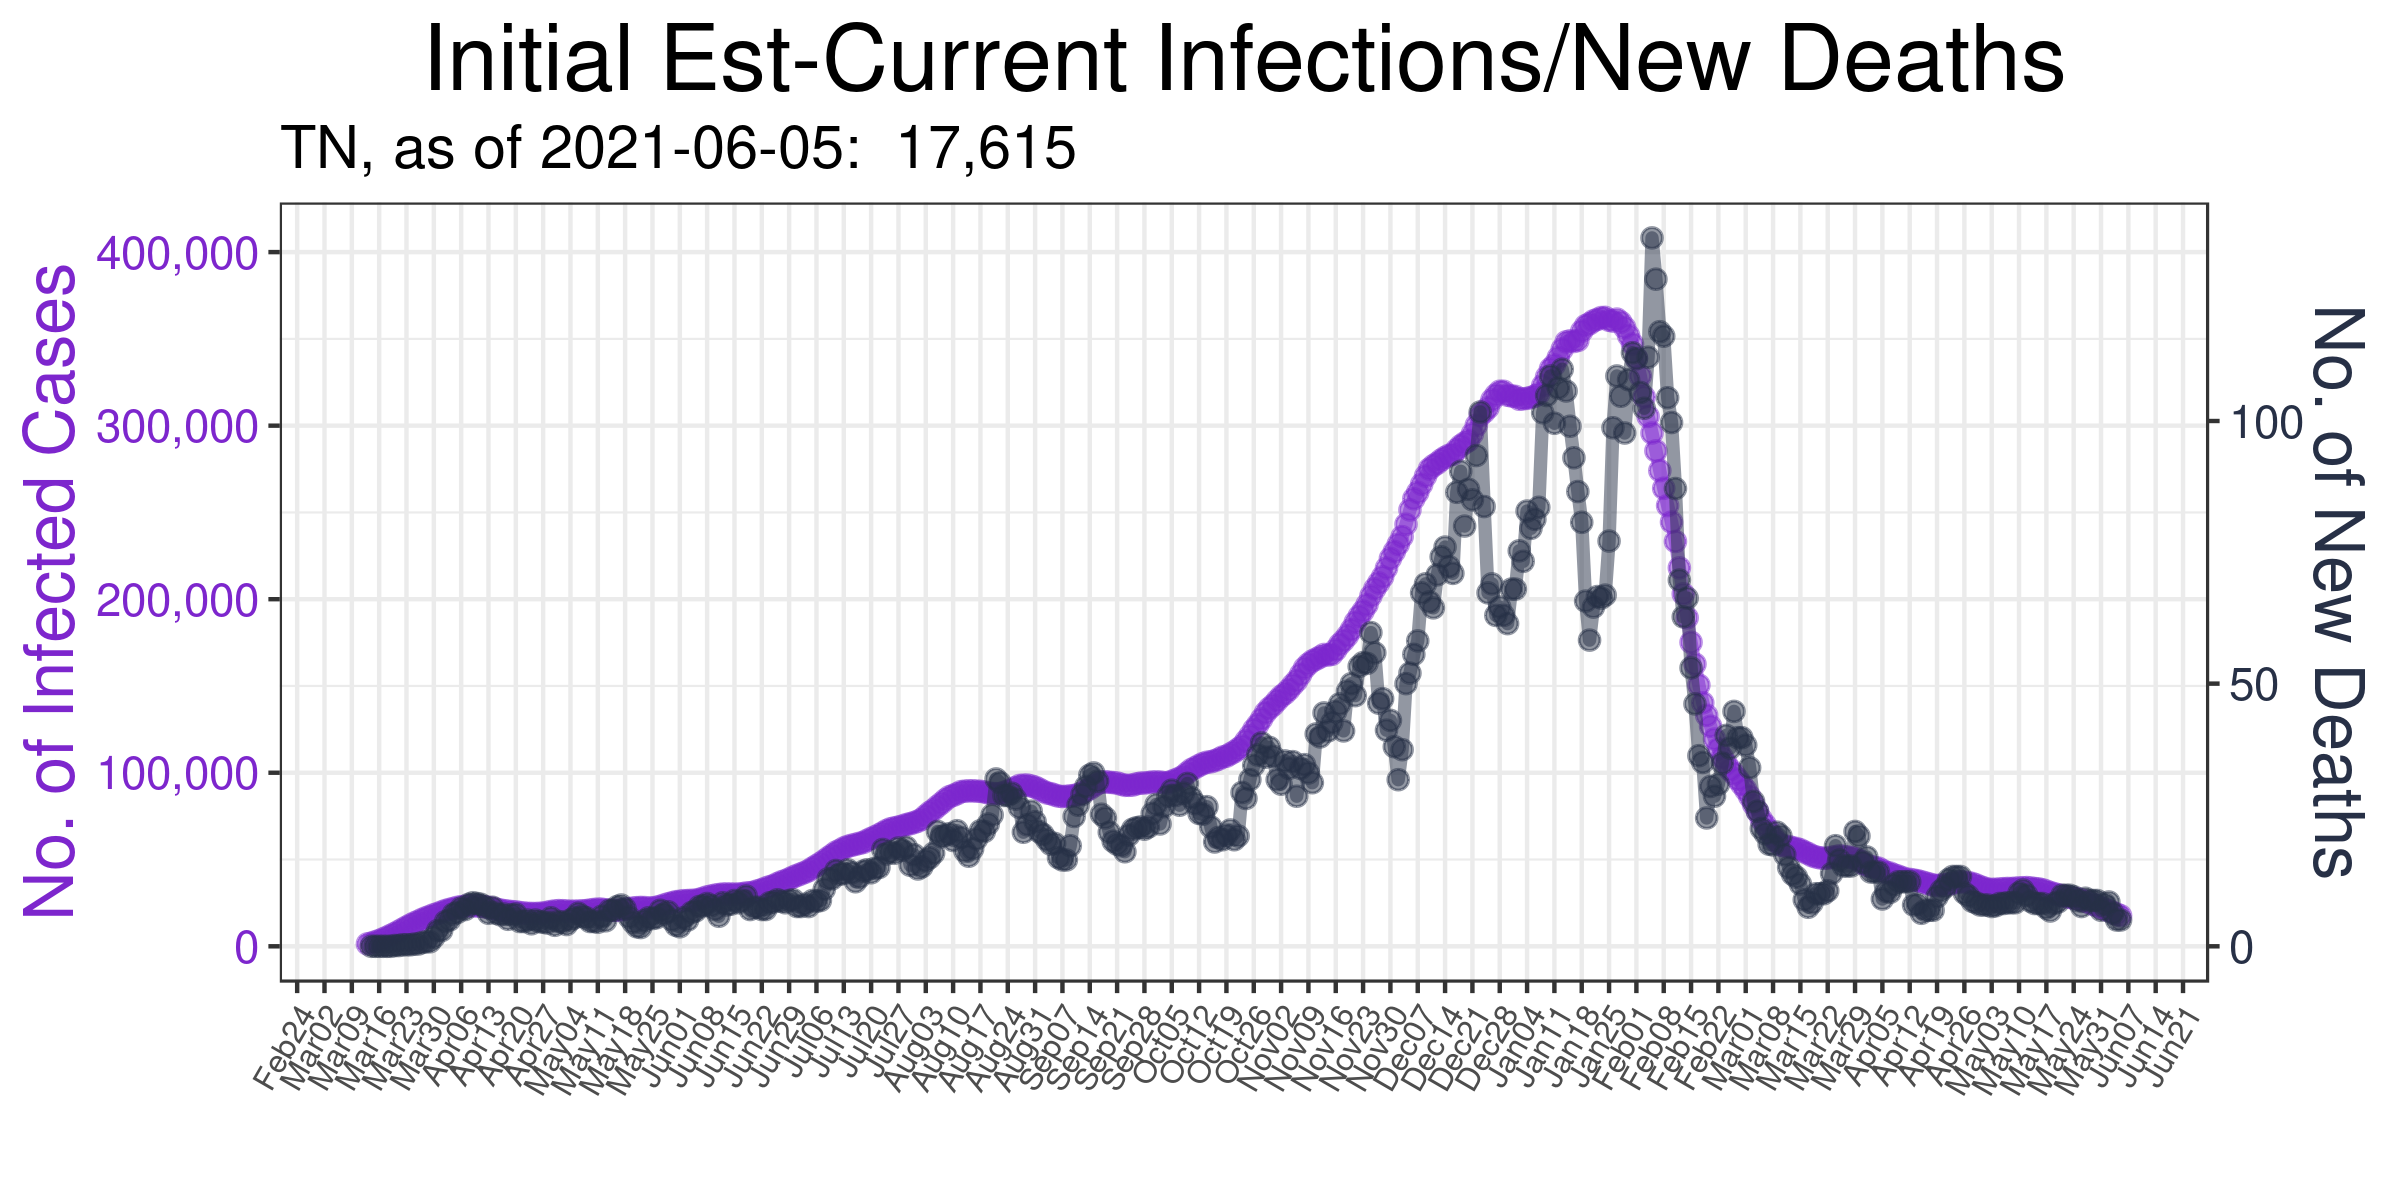 Initial Est-Current Infections/New Deaths
TN, as of 2021-06-05:  17,615
No. of Infected Cases
400,000
300,000
200,000
100,000
0
No. of New Deaths
100
50
0
Feb24
Mar02
Mar09
Mar16
Mar23
Mar30
Apr06
Apr13
Apr20
Apr27
May04
May11
May18
May25
Jun01
Jun08
Jun15
Jun22
Jun29
Jul06
Jul13
Jul20
Jul27
Aug03
Aug10
Aug17
Aug24
Aug31
Sep07
Sep14
Sep21
Sep28
Oct05
Oct12
Oct19
Oct26
Nov02
Nov09
Nov16
Nov23
Nov30
Dec07
Dec14
Dec21
Dec28
Jan04
Jan11
Jan18
Jan25
Feb01
Feb08
Feb15
Feb22
Mar01
Mar08
Mar15
Mar22
Mar29
Apr05
Apr12
Apr19
Apr26
May03
May10
May17
May24
May31
Jun07
Jun14
Jun21